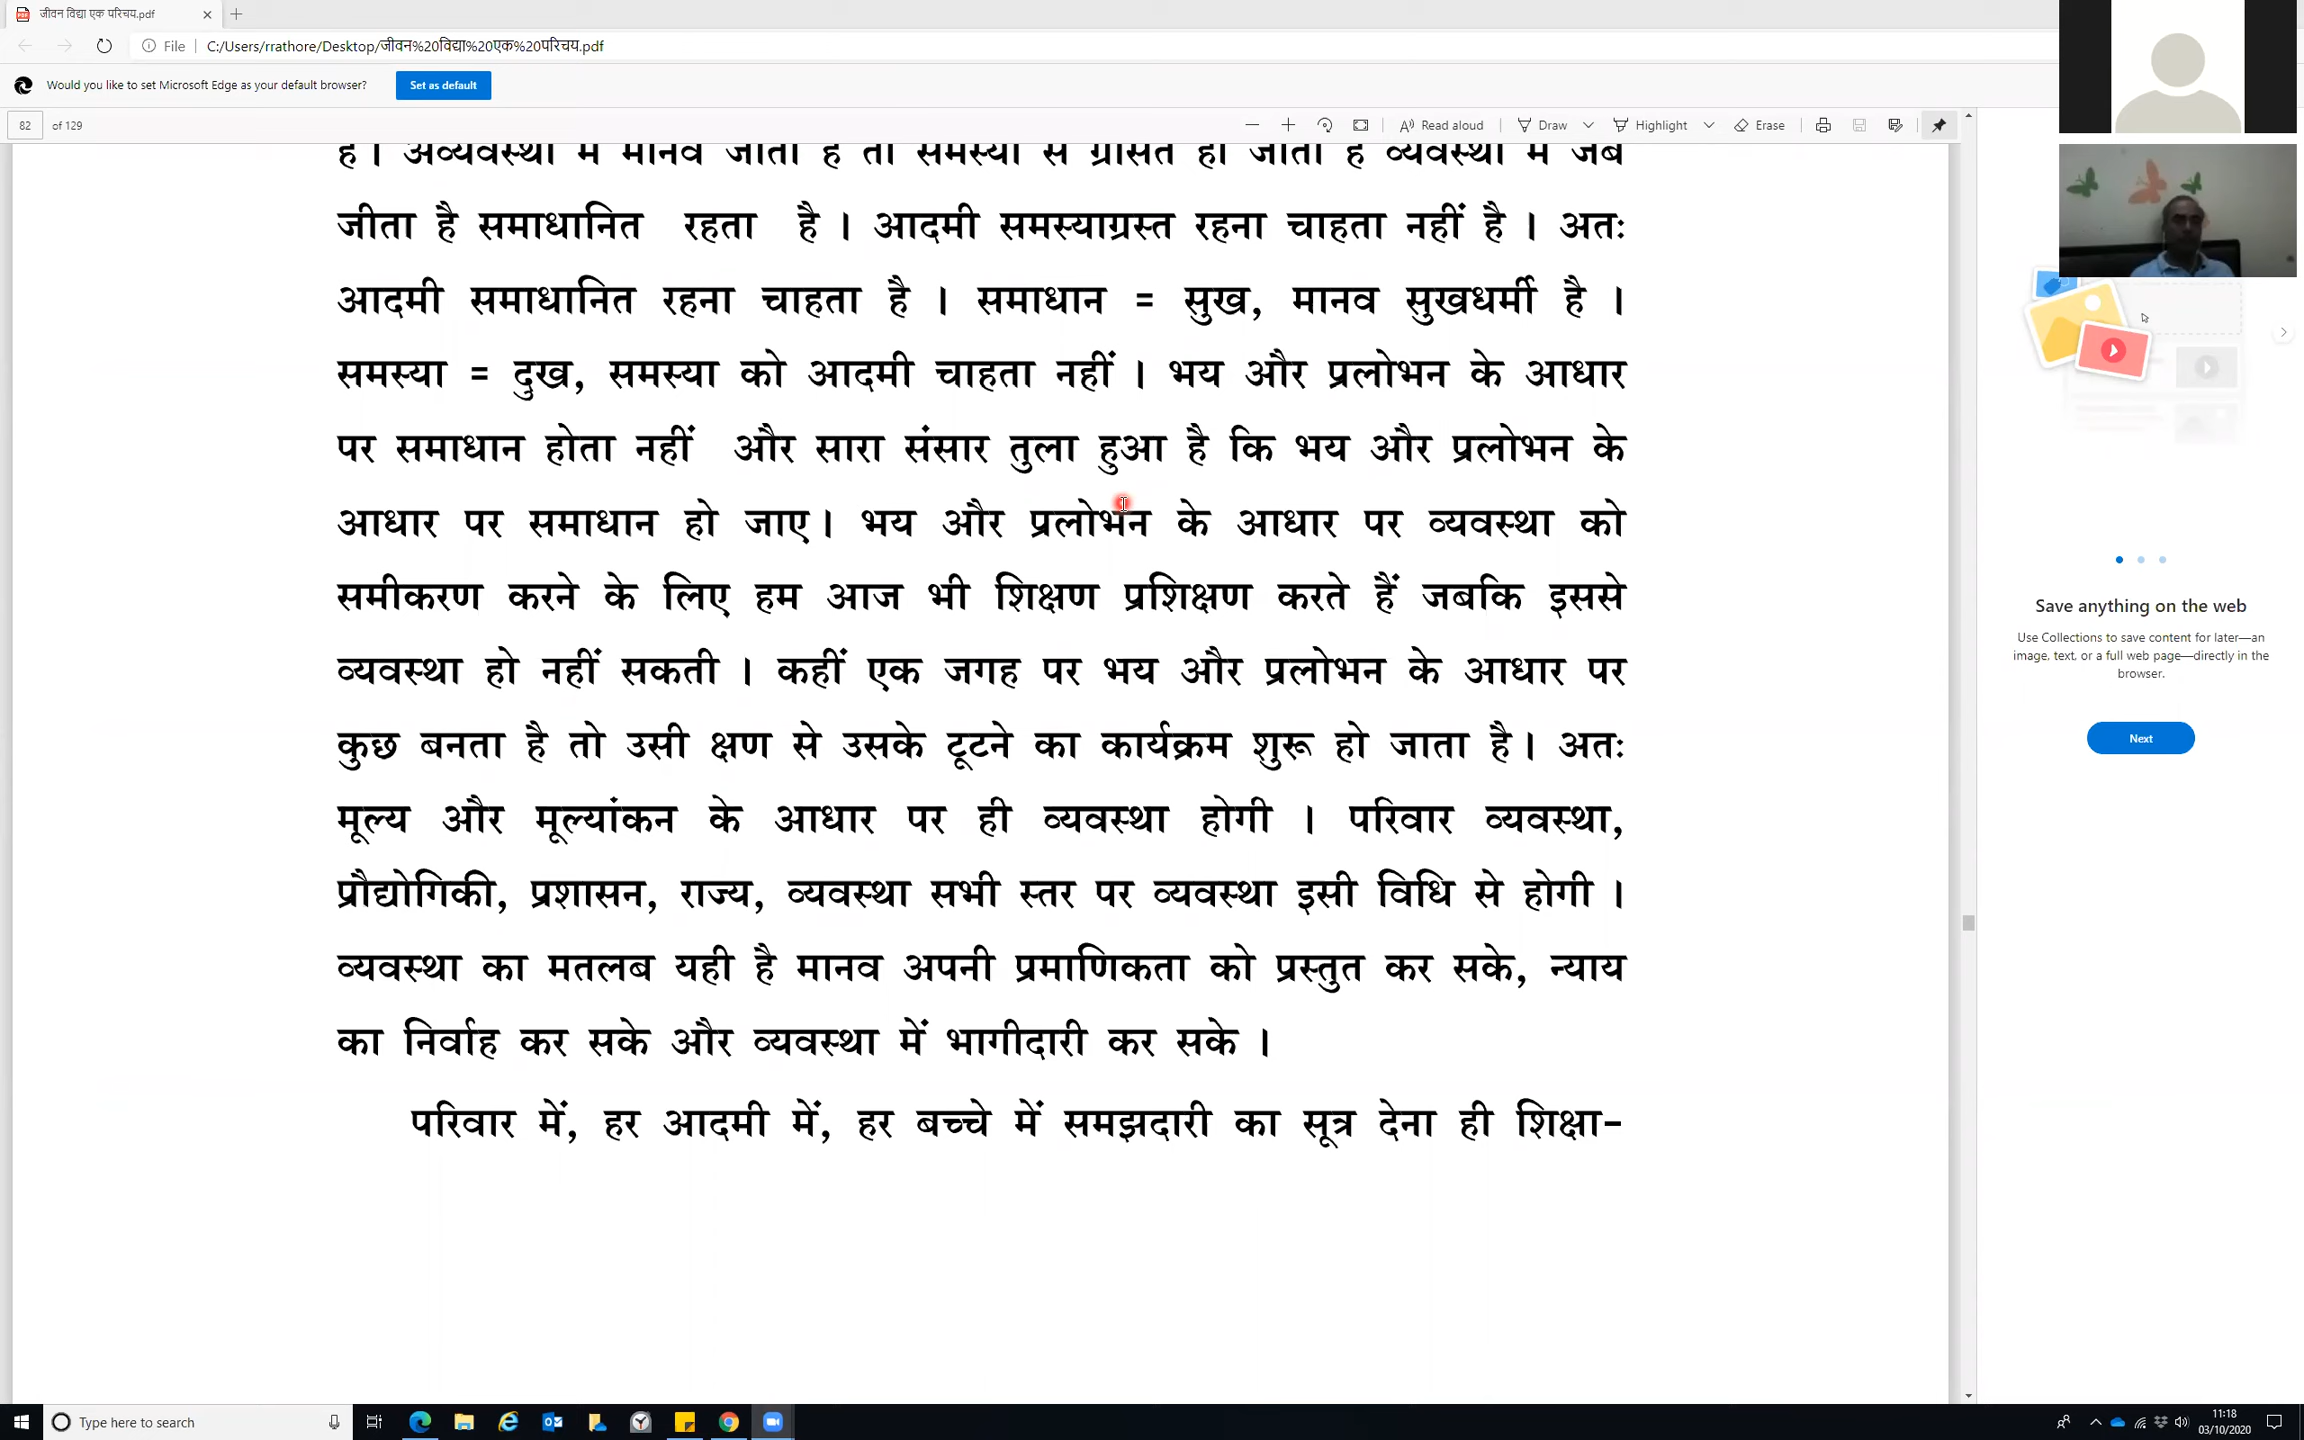 जीवन विद्या एक परिचय.pdf
File C:/Users/rrathore/Desktop/जीवन%20विद्या%20एक%20परिचय.pdf
Would you like to set Microsoft Edge as your default browser? Set as default
82 of 129 Read aloud Draw Highlight Erase
है। अव्यवस्था में मानव जीता है तो समस्या से ग्रसित हो जाता है व्यवस्था में जब
जीता है समाधानित रहता है । आदमी समस्याग्रस्त रहना चाहता नहीं है । अतः
आदमी समाधानित रहना चाहता है । समाधान = सुख, मानव सुखधर्मी है ।
समस्या = दुख, समस्या को आदमी चाहता नहीं । भय और प्रलोभन के आधार
पर समाधान होता नहीं और सारा संसार तुला हुआ है कि भय और प्रलोभन के
आधार पर समाधान हो जाए। भय और प्रलोभन के आधार पर व्यवस्था को
समीकरण करने के लिए हम आज भी शिक्षण प्रशिक्षण करते हैं जबकि इससे
व्यवस्था हो नहीं सकती । कहीं एक जगह पर भय और प्रलोभन के आधार पर
कुछ बनता है तो उसी क्षण से उसके टूटने का कार्यक्रम शुरू हो जाता है। अतः
मूल्य और मूल्यांकन के आधार पर ही व्यवस्था होगी । परिवार व्यवस्था,
प्रौद्योगिकी, प्रशासन, राज्य, व्यवस्था सभी स्तर पर व्यवस्था इसी विधि से होगी ।
व्यवस्था का मतलब यही है मानव अपनी प्रमाणिकता को प्रस्तुत कर सके, न्याय
का निर्वाह कर सके और व्यवस्था में भागीदारी कर सके ।
परिवार में, हर आदमी में, हर बच्चे में समझदारी का सूत्र देना ही शिक्षा-
Save anything on the web
Use Collections to save content for later—an
image, text, or a full web page—directly in the
browser.
Next
Type here to search
11:18
03/10/2020